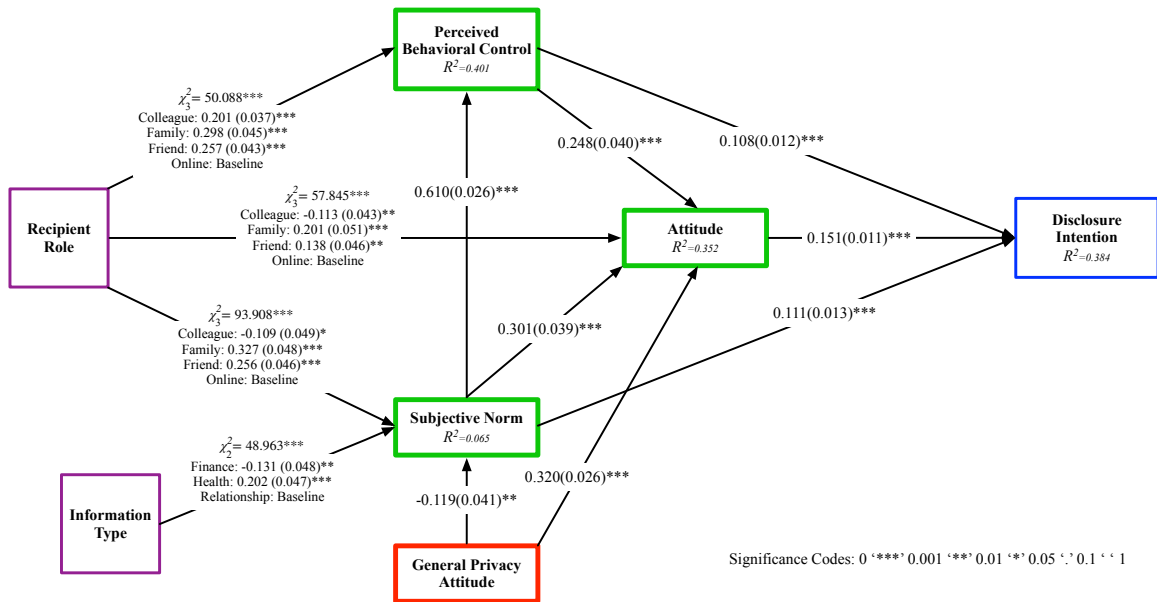 Perceived
Behavioral Control
R²=0.401
χ²₃= 50.088***
Colleague: 0.201 (0.037)***
Family: 0.298 (0.045)***
Friend: 0.257 (0.043)***
Online: Baseline
0.248(0.040)***
0.108(0.012)***
0.610(0.026)***
Recipient
Role
χ²₃= 57.845***
Colleague: -0.113 (0.043)**
Family: 0.201 (0.051)***
Friend: 0.138 (0.046)**
Online: Baseline
Attitude
R²=0.352
0.151(0.011)***
Disclosure
Intention
R²=0.384
χ²₃= 93.908***
Colleague: -0.109 (0.049)*
Family: 0.327 (0.048)***
Friend: 0.256 (0.046)***
Online: Baseline
0.301(0.039)***
0.111(0.013)***
Subjective Norm
R²=0.065
χ²₂= 48.963***
Finance: -0.131 (0.048)**
Health: 0.202 (0.047)***
Relationship: Baseline
0.320(0.026)***
-0.119(0.041)**
Information
Type
General Privacy
Attitude
Significance Codes: 0 ‘***’ 0.001 ‘**’ 0.01 ‘*’ 0.05 ‘.’ 0.1 ‘ ‘ 1